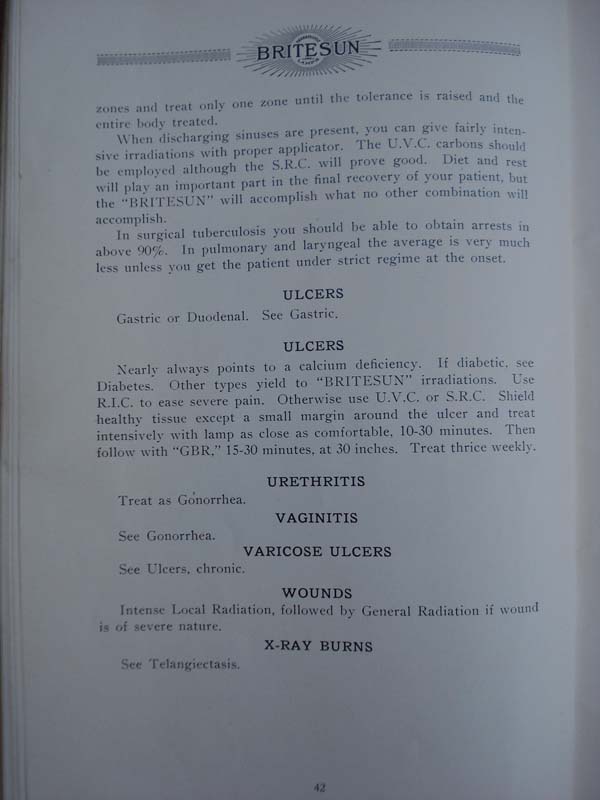 BRITESUN
LAMPS
zones and treat only one zone until the tolerance is raised and the
entire body treated.
When discharging sinuses are present, you can give fairly inten-
sive irradiations with proper applicator. The U.V.C. carbons should
be employed although the S.R.C. will prove good. Diet and rest
will play an important part in the final recovery of your patient, but
the "BRITESUN" will accomplish what no other combination will
accomplish.
In surgical tuberculosis you should be able to obtain arrests in
above 90%. In pulmonary and laryngeal the average is very much
less unless you get the patient under strict regime at the onset.
ULCERS
Gastric or Duodenal. See Gastric.
ULCERS
Nearly always points to a calcium deficiency. If diabetic, see
Diabetes. Other types yield to "BRITESUN" irradiations. Use
R.I.C. to ease severe pain. Otherwise use U.V.C. or S.R.C. Shield
healthy tissue except a small margin around the ulcer and treat
intensively with lamp as close as comfortable, 10-30 minutes. Then
follow with "GBR," 15-30 minutes, at 30 inches. Treat thrice weekly.
URETHRITIS
Treat as Gonorrhea.
VAGINITIS
See Gonorrhea.
VARICOSE ULCERS
See Ulcers, chronic.
WOUNDS
Intense Local Radiation, followed by General Radiation if wound
is of severe nature.
X-RAY BURNS
See Telangiectasis.
42